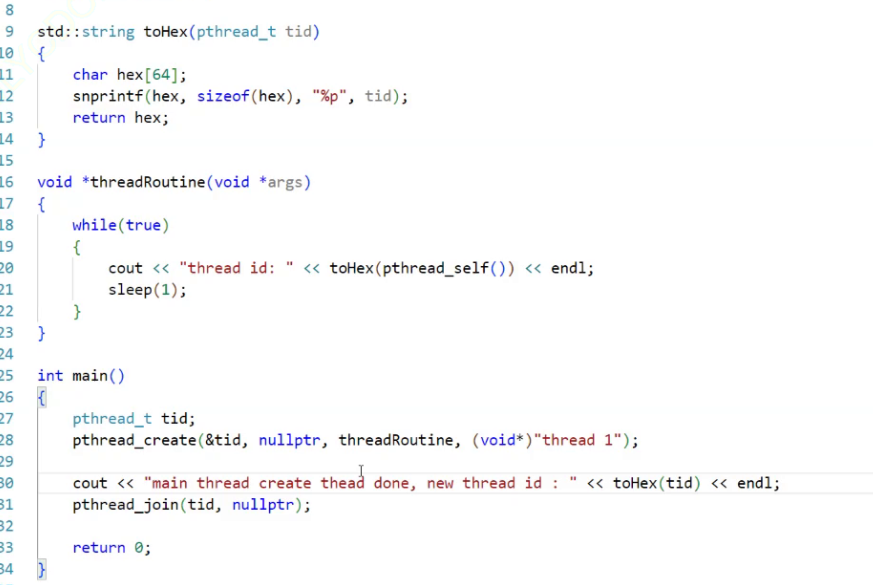 8
9 std::string toHex(pthread_t tid)
10 {
11     char hex[64];
12     snprintf(hex, sizeof(hex), "%p", tid);
13     return hex;
14 }
15
16 void *threadRoutine(void *args)
17 {
18     while(true)
19     {
20         cout << "thread id: " << toHex(pthread_self()) << endl;
21         sleep(1);
22     }
23 }
24
25 int main()
26 {
27     pthread_t tid;
28     pthread_create(&tid, nullptr, threadRoutine, (void*)"thread 1");
29
30     cout << "main thread create thead done, new thread id : " << toHex(tid) << endl;
31     pthread_join(tid, nullptr);
32
33     return 0;
34 }